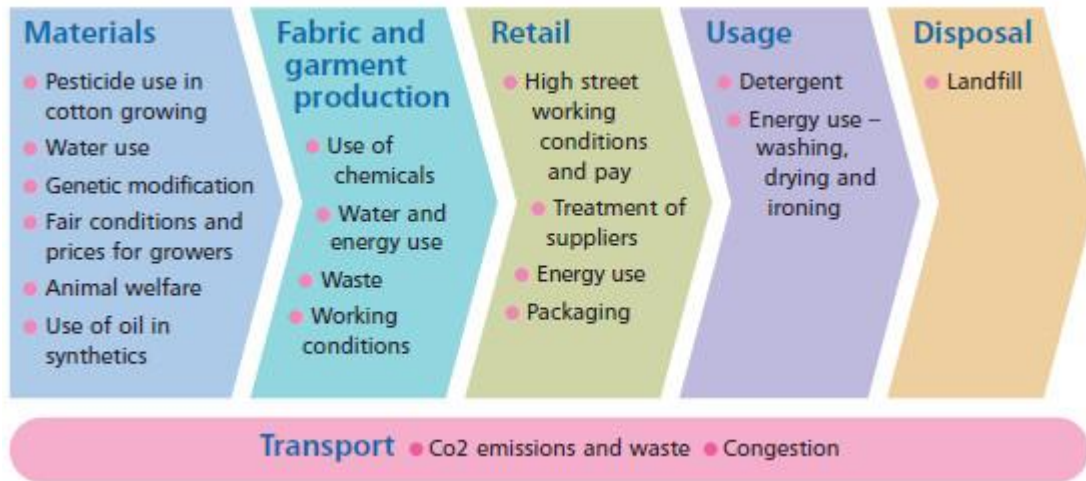 Materials
Pesticide use in
cotton growing
Water use
Genetic modification
Fair conditions and
prices for growers
Animal welfare
Use of oil in
synthetics
Fabric and
garment
production
Use of
chemicals
Water and
energy use
Waste
Working
conditions
Retail
High street
working
conditions
and pay
Treatment of
suppliers
Energy use
Packaging
Usage
Detergent
Energy use –
washing,
drying and
ironing
Disposal
Landfill
Transport Co2 emissions and waste Congestion